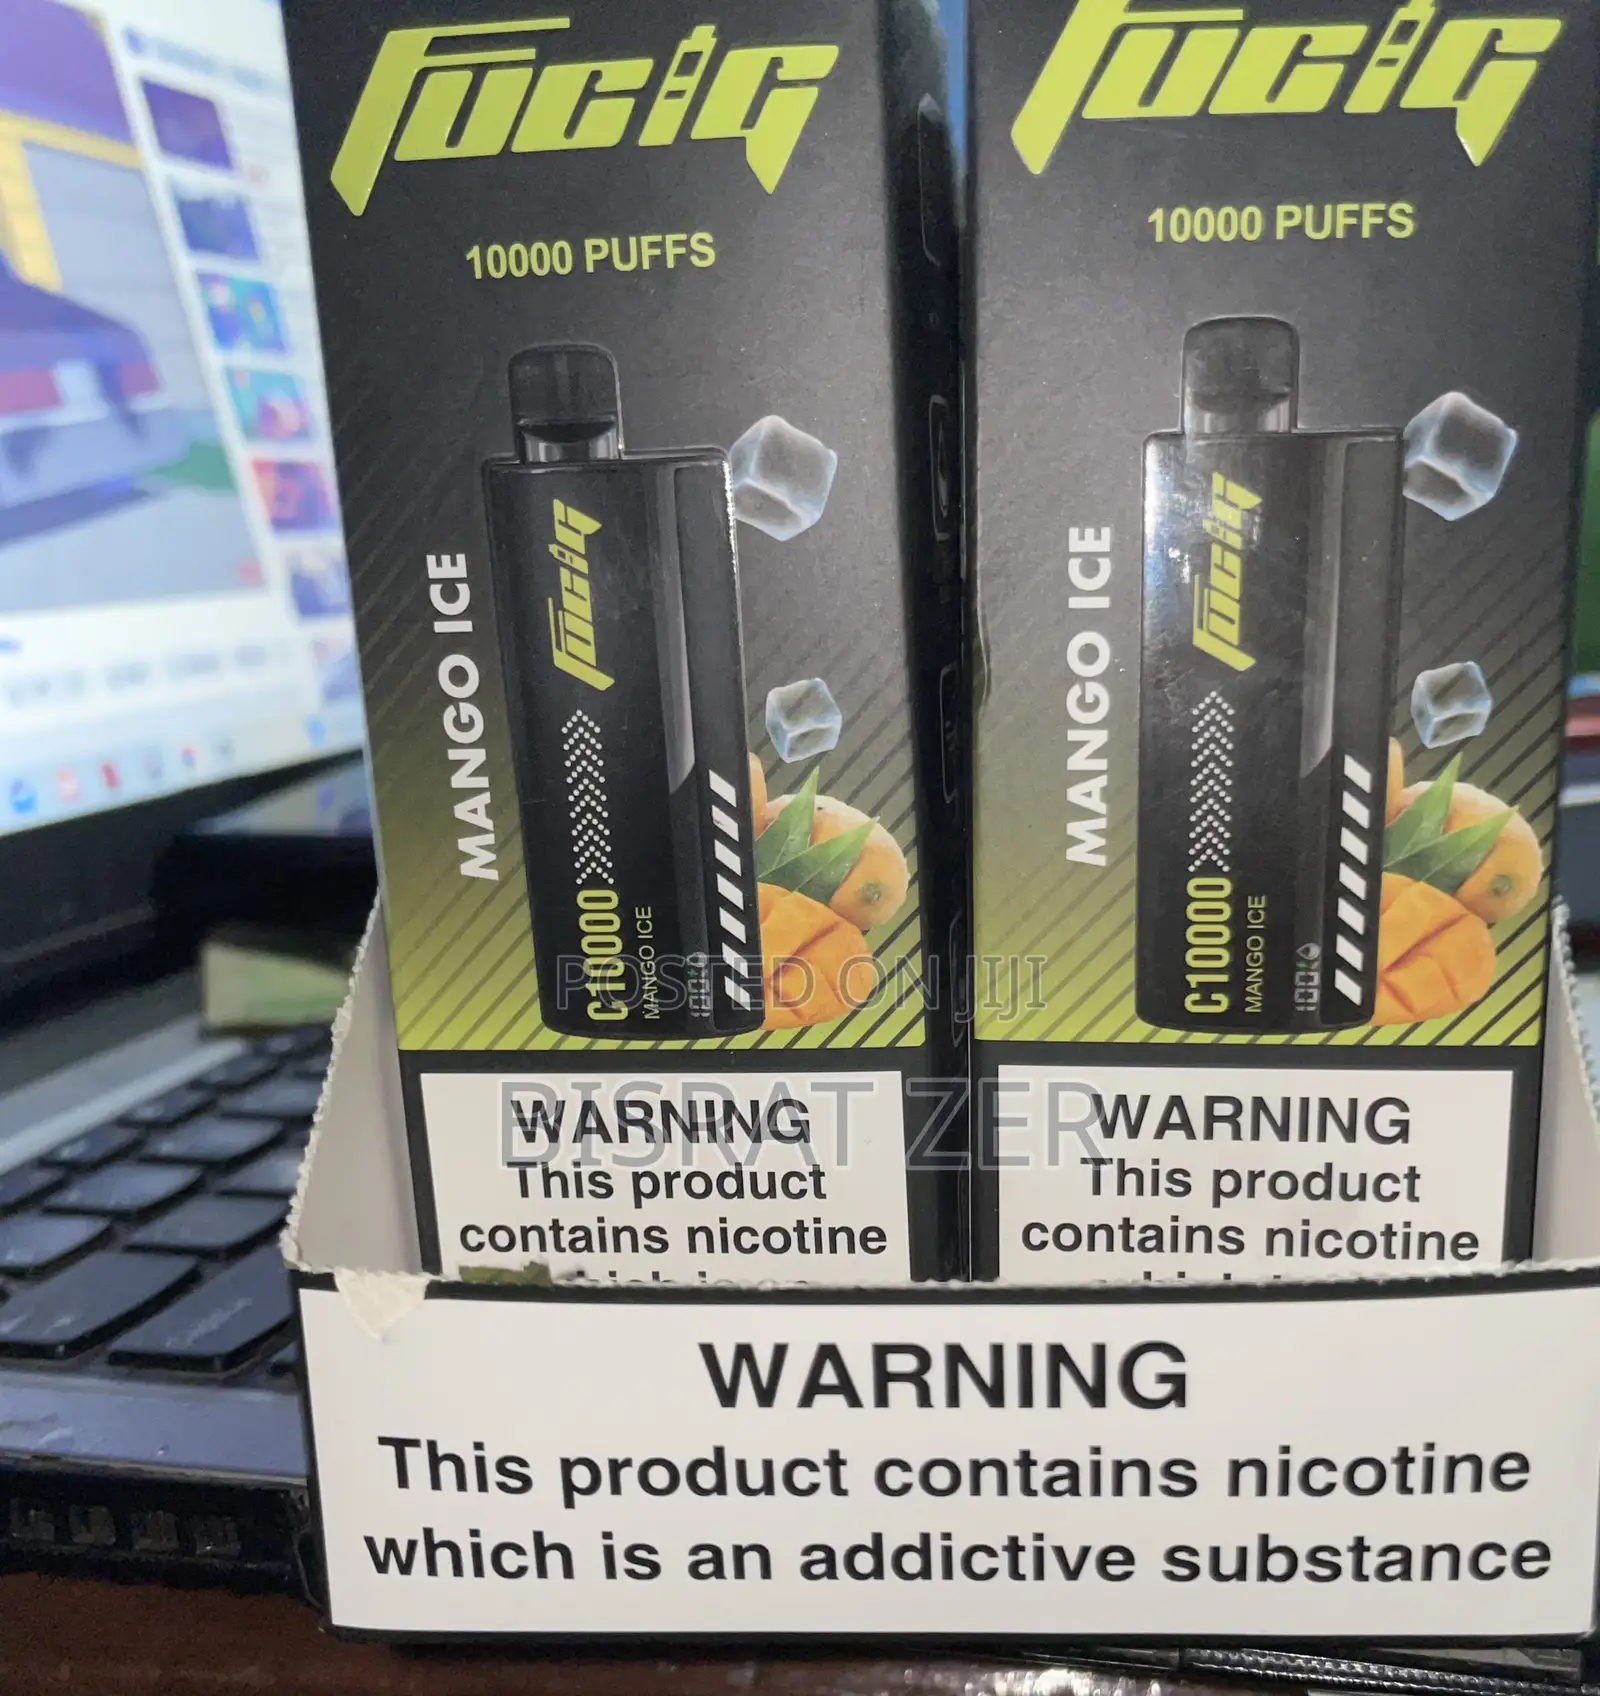 Fucig
10000 PUFFS
MANGO ICE
Fucig
C10000
MANGO ICE
100
WARNING
This product
contains nicotine
Fucig
10000 PUFFS
MANGO ICE
Fucig
C10000
MANGO ICE
100
WARNING
This product
contains nicotine
POSTED ON JIJI
BISRAT ZER
WARNING
This product contains nicotine
which is an addictive substance